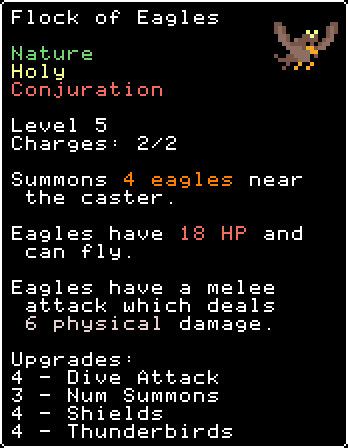 Flock of Eagles
Nature
Holy
Conjuration
Level 5
Charges: 2/2
Summons 4 eagles near
the caster.
Eagles have 18 HP and
can fly.
Eagles have a melee
attack which deals
6 physical damage.
Upgrades:
4 - Dive Attack
3 - Num Summons
4 - Shields
4 - Thunderbirds